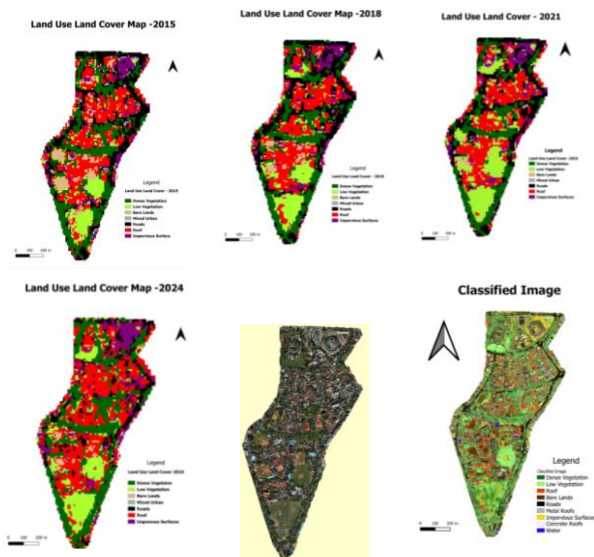 Land Use Land Cover Map -2015
Legend
Land Use Land Cover - 2015
Dense Vegetation
Low Vegetation
Bare Lands
Mixed Urban
Roads
Roof
Impervious Surface
Land Use Land Cover Map -2018
Legend
Land Use Land Cover - 2018
Dense Vegetation
Low Vegetation
Bare Lands
Mixed Urban
Roads
Roof
Impervious Surface
Land Use Land Cover - 2021
Legend
Dense Vegetation
Low Vegetation
Bare Lands
Mixed Urban
Roads
Roof
Impervious Surface
Land Use Land Cover Map -2024
Legend
Land Use Land Cover -2024
Dense Vegetation
Low Vegetation
Bare Lands
Mixed Urban
Roads
Roof
Impervious Surfaces
Classified Image
Legend
Classified Image
Dense Vegetation
Low Vegetation
Roof
Bare Lands
Roads
Metal Roofs
Impervious Surfaces
Concrete Roofs
Water